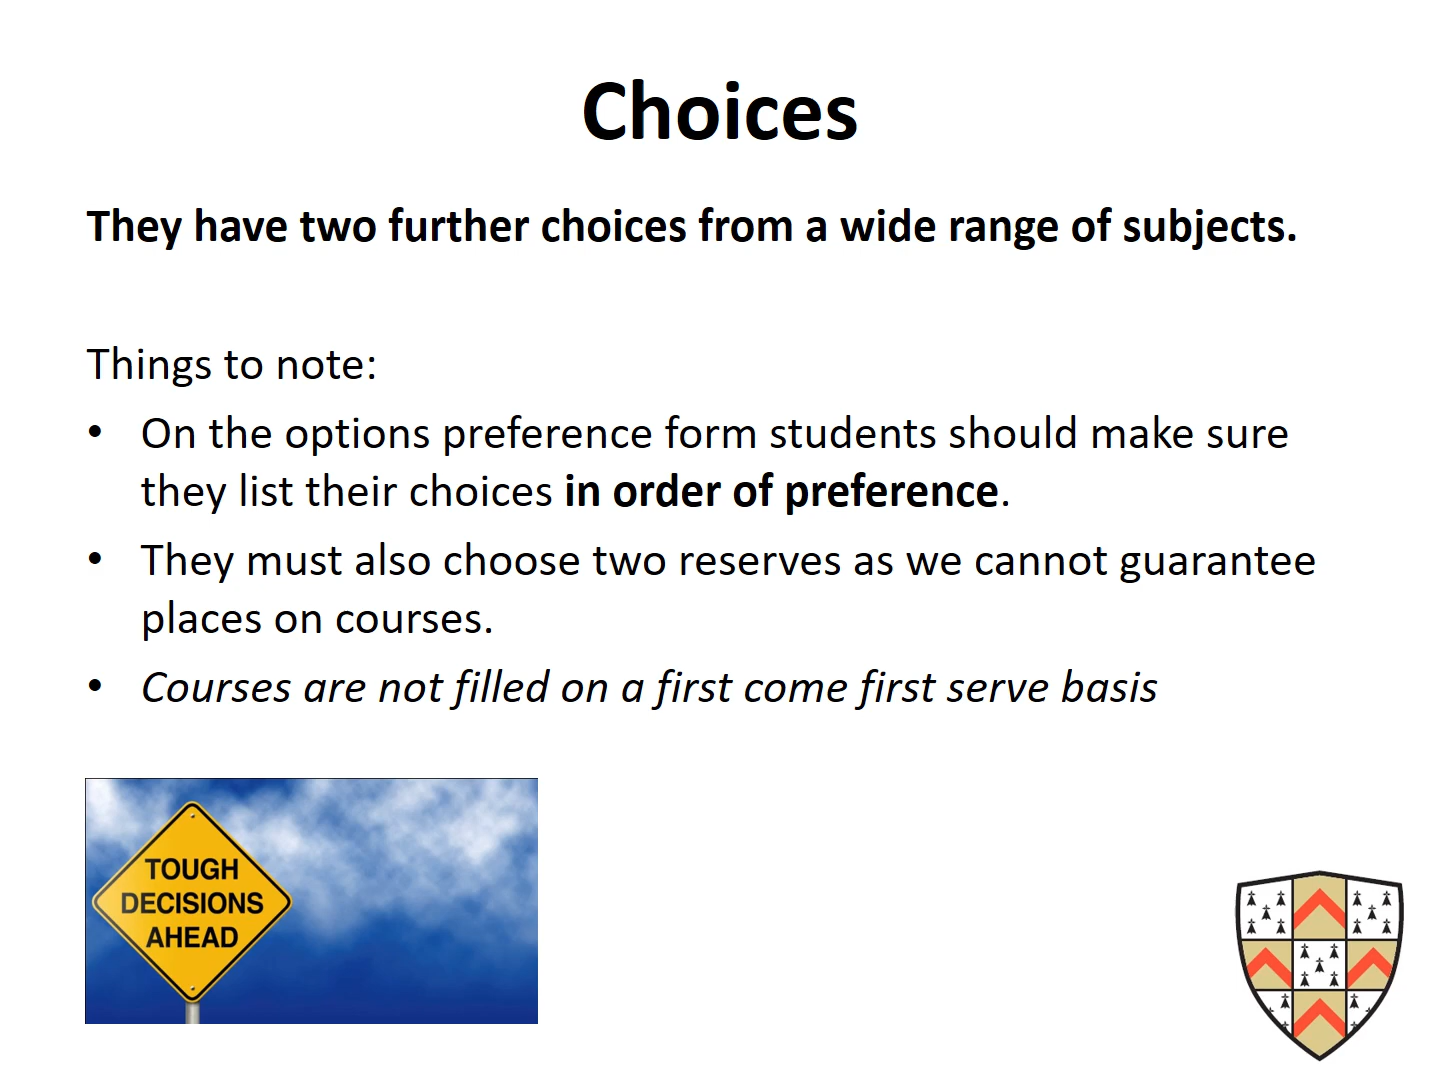 Choices
They have two further choices from a wide range of subjects.
Things to note:
• On the options preference form students should make sure
they list their choices in order of preference.
• They must also choose two reserves as we cannot guarantee
places on courses.
• Courses are not filled on a first come first serve basis
TOUGH
DECISIONS
AHEAD